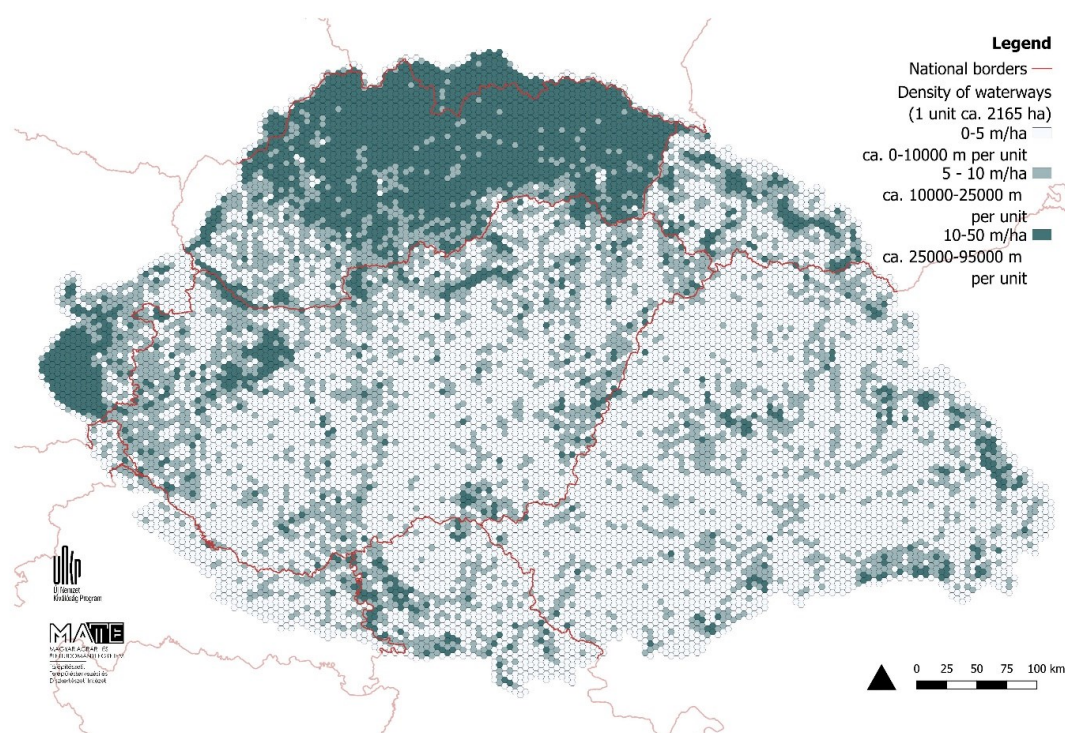 Legend
National borders
Density of waterways
(1 unit ca. 2165 ha)
0-5 m/ha
ca. 0-10000 m per unit
5 - 10 m/ha
ca. 10000-25000 m
per unit
10-50 m/ha
ca. 25000-95000 m
per unit
ÚNKP
Új Nemzet
Kiválóság Program
MATE
0 25 50 75 100 km